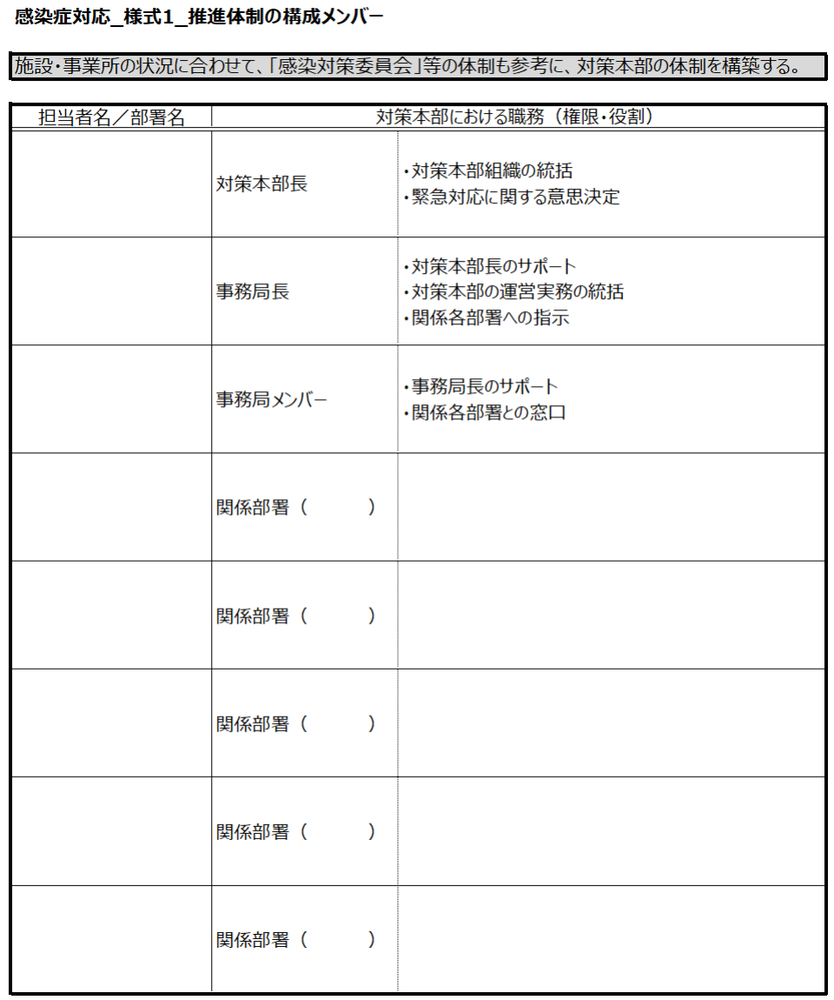 感染症対応_様式1_推進体制の構成メンバー
施設・事業所の状況に合わせて、「感染対策委員会」等の体制も参考に、対策本部の体制を構築する。
担当者名／部署名 対策本部における職務（権限・役割）
対策本部長
・対策本部組織の統括
・緊急対応に関する意思決定
事務局長
・対策本部長のサポート
・対策本部の運営実務の統括
・関係各部署への指示
事務局メンバー
・事務局長のサポート
・関係各部署との窓口
関係部署（　　　）
関係部署（　　　）
関係部署（　　　）
関係部署（　　　）
関係部署（　　　）